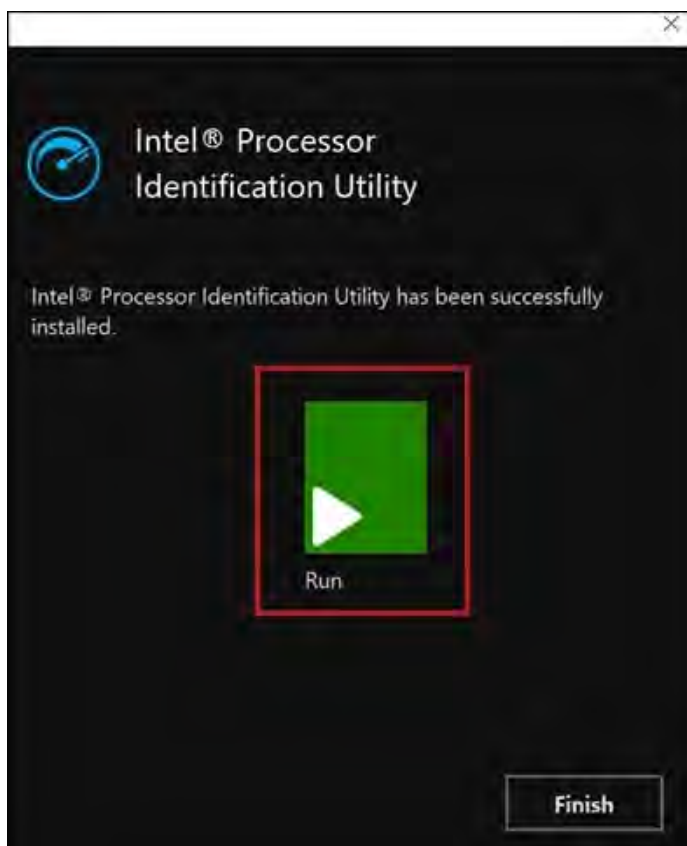 Intel® Processor
Identification Utility
Intel® Processor Identification Utility has been successfully
installed.
Run
Finish